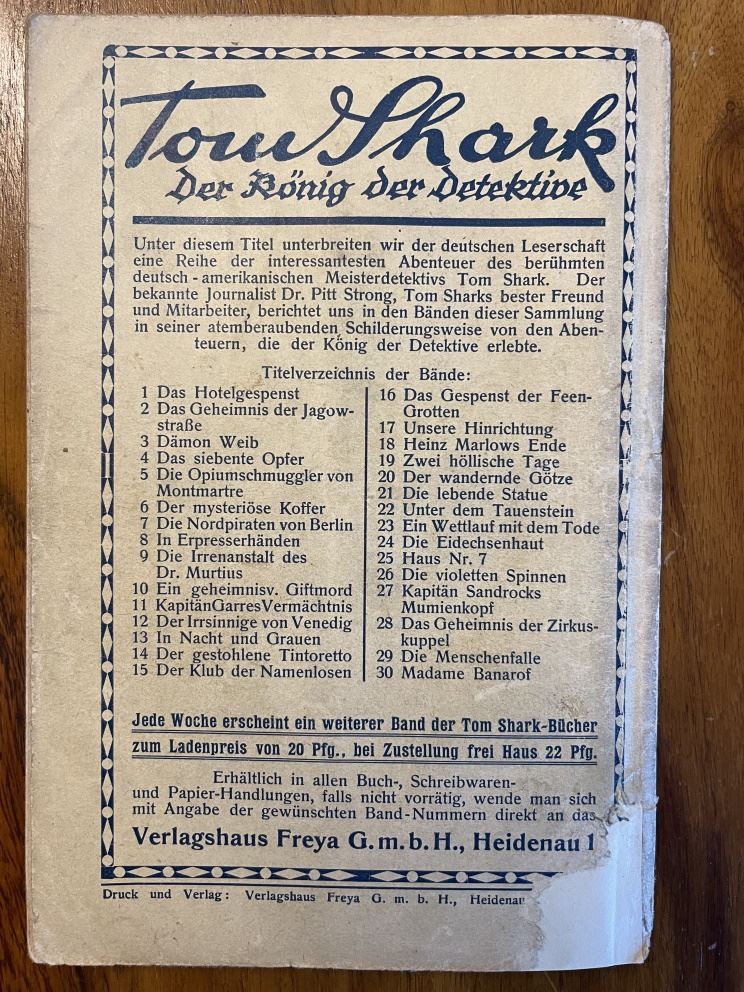 Tom Shark
Der König der Detektive
Unter diesem Titel unterbreiten wir der deutschen Leserschaft
eine Reihe der interessantesten Abenteuer des berühmten
deutsch-amerikanischen Meisterdetektivs Tom Shark. Der
bekannte Journalist Dr. Pitt Strong, Tom Sharks bester Freund
und Mitarbeiter, berichtet uns in den Bänden dieser Sammlung
in seiner atemberaubenden Schilderungsweise von den Aben-
teuern, die der König der Detektive erlebte.
Titelverzeichnis der Bände:
1 Das Hotelgespenst
2 Das Geheimnis der Jagow-
straße
3 Dämon Weib
4 Das siebente Opfer
5 Die Opiumschmuggler von
Montmartre
6 Der mysteriöse Koffer
7 Die Nordpiraten von Berlin
8 In Erpresserhänden
9 Die Irrenanstalt des
Dr. Murtius
10 Ein geheimnisv. Giftmord
11 Kapitän Garres Vermächtnis
12 Der Irrsinnige von Venedig
13 In Nacht und Grauen
14 Der gestohlene Tintoretto
15 Der Klub der Namenlosen
16 Das Gespenst der Feen-
Grotten
17 Unsere Hinrichtung
18 Heinz Marlows Ende
19 Zwei höllische Tage
20 Der wandernde Götze
21 Die lebende Statue
22 Unter dem Tauenstein
23 Ein Wettlauf mit dem Tode
24 Die Eidechsenhaut
25 Haus Nr. 7
26 Die violetten Spinnen
27 Kapitän Sandrocks
Mumienkopf
28 Das Geheimnis der Zirkus-
kuppel
29 Die Menschenfalle
30 Madame Banarof
Jede Woche erscheint ein weiterer Band der Tom Shark-Bücher
zum Ladenpreis von 20 Pfg., bei Zustellung frei Haus 22 Pfg.
Erhältlich in allen Buch-, Schreibwaren-
und Papier-Handlungen, falls nicht vorrätig, wende man sich
mit Angabe der gewünschten Band-Nummern direkt an das
Verlagshaus Freya G.m.b.H., Heidenau 1
Druck und Verlag: Verlagshaus Freya G. m. b. H., Heidenau